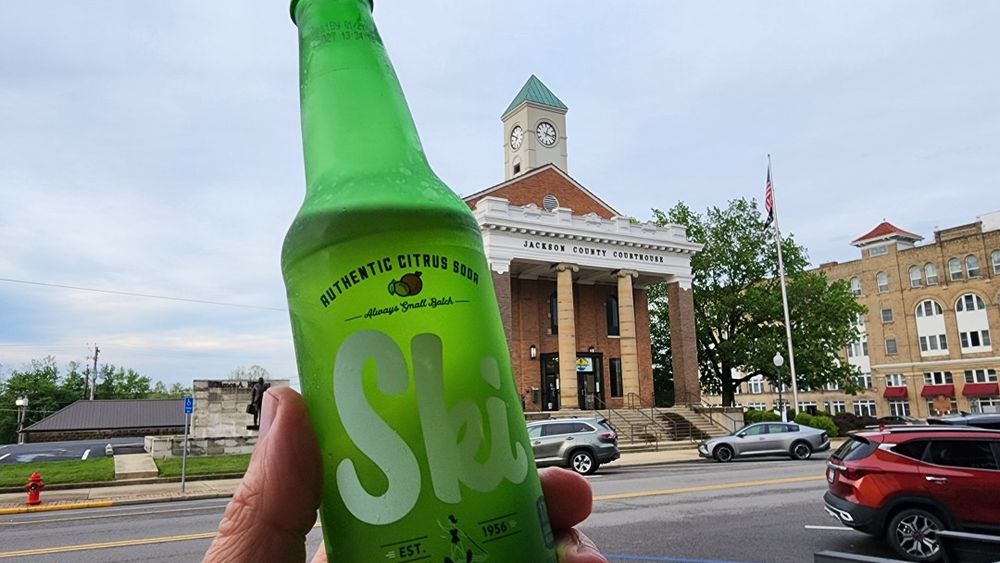 AUTHENTIC CITRUS SODA
Always Small Batch
Ski
EST. 1956
JACKSON COUNTY COURTHOUSE